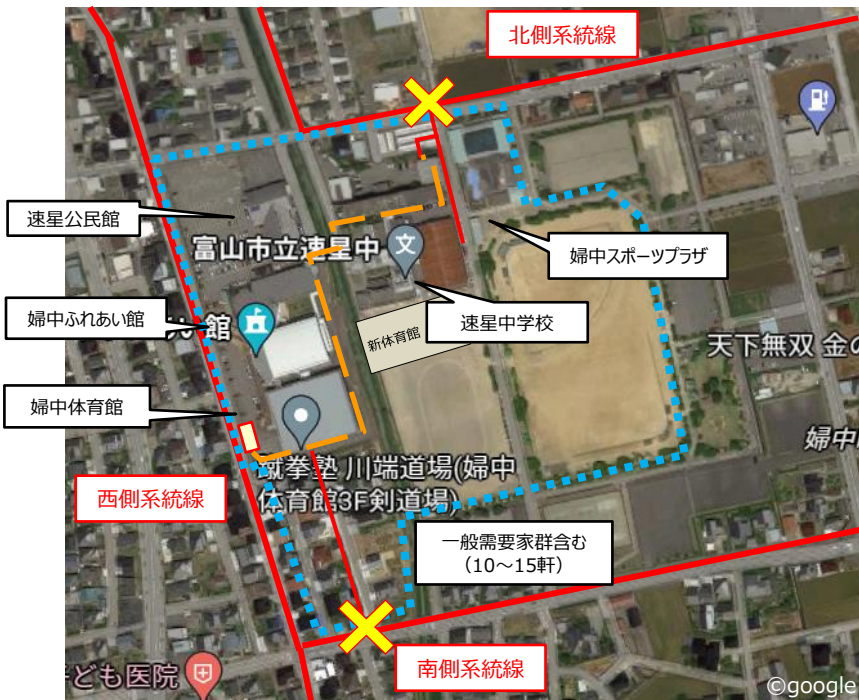 北側系統線
速星公民館
富山市立速星中
文
婦中スポーツプラザ
婦中ふれあい館
館
速星中学校
新体育館
天下無双 金の
婦中体育館
婦中
蹴拳塾 川端道場(婦中
体育館3F剣道場)
西側系統線
一般需要家群含む
(10~15軒)
南側系統線
ども医院
©google